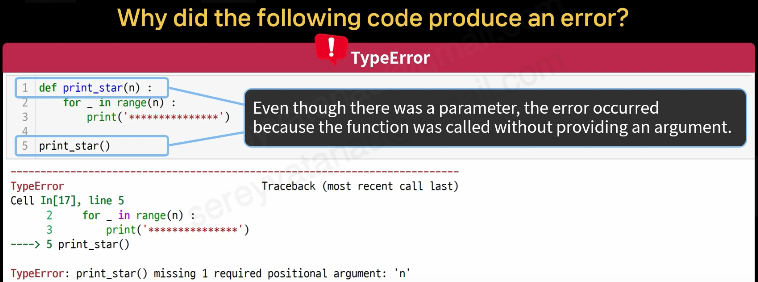 Why did the following code produce an error?
!
TypeError
1 def print_star(n) :
2 for _ in range(n) :
3 print('***************')
4
5 print_star()
Even though there was a parameter, the error occurred
because the function was called without providing an argument.
---------------------------------------------------------------------------
TypeError Traceback (most recent call last)
Cell In[17], line 5
2 for _ in range(n) :
3 print('***************')
----> 5 print_star()
TypeError: print_star() missing 1 required positional argument: 'n'